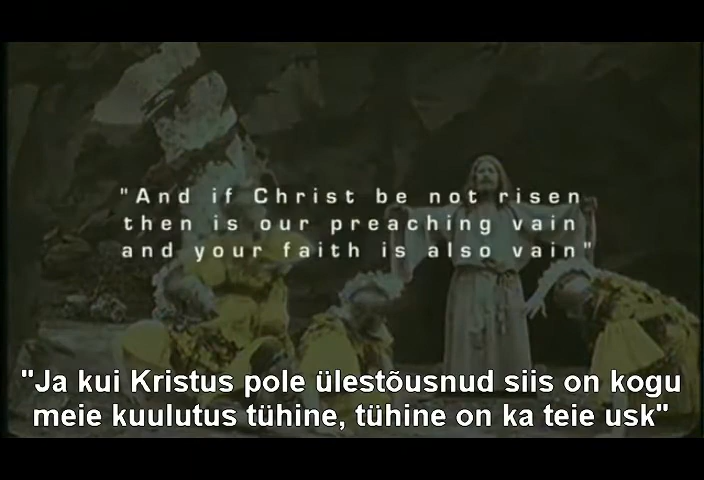 "And if Christ be not risen
then is our preaching vain
and your faith is also vain"
"Ja kui Kristus pole ülestõusnud siis on kogu
meie kuulutus tühine, tühine on ka teie usk"